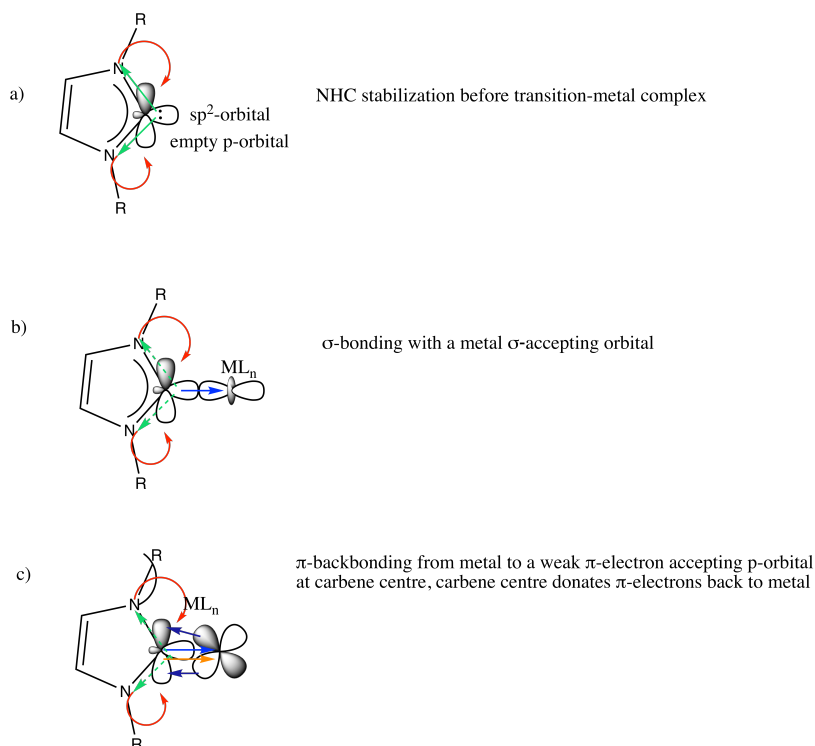 R
a)
N
NHC stabilization before transition-metal complex
sp²-orbital
empty p-orbital
N
R
R
b)
N
σ-bonding with a metal σ-accepting orbital
MLₙ
N
R
R
π-backbonding from metal to a weak π-electron accepting p-orbital
c)
at carbene centre, carbene centre donates π-electrons back to metal
N
MLₙ
N
R